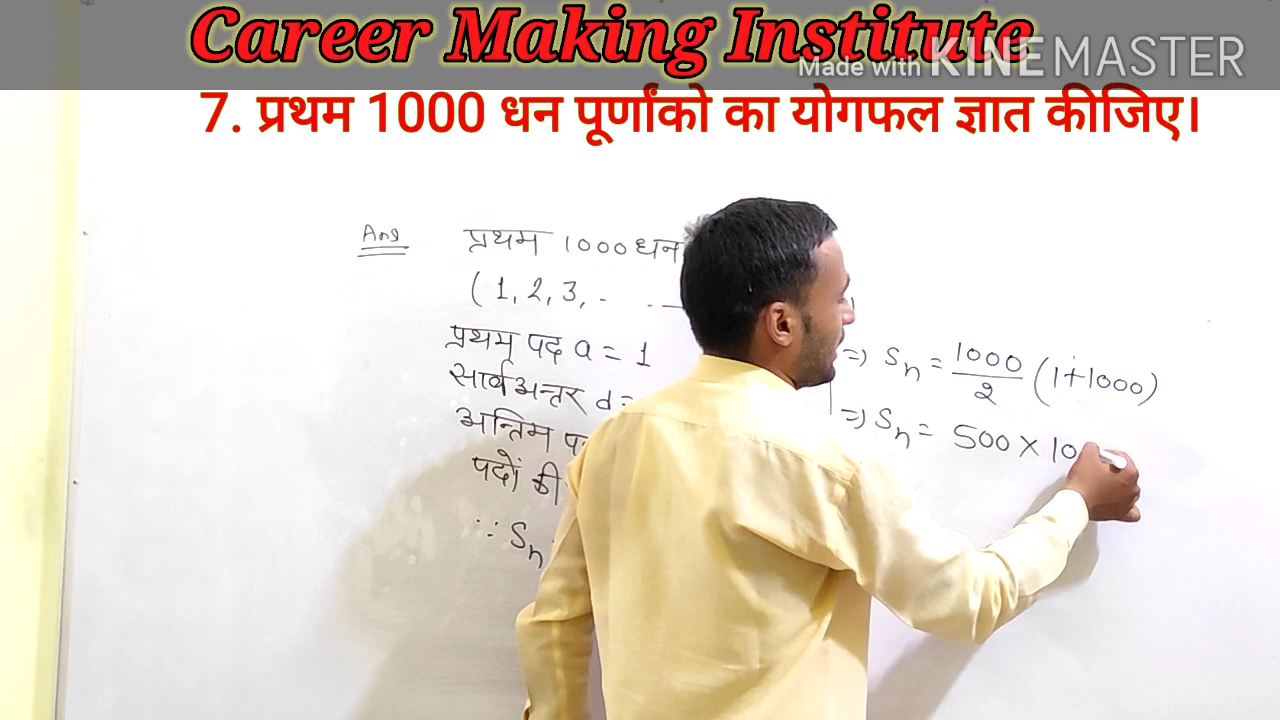 Career Making Institute
Made with KINEMASTER
7. प्रथम 1000 धन पूर्णांको का योगफल ज्ञात कीजिए।
Ans प्रथम 1000 धन
( 1, 2, 3, - . —
प्रथम पद a = 1
सार्व अन्तर d =
अन्तिम
पदों की
∵ Sn
=> Sn = 1000/2 (1+1000)
=> Sn = 500 × 10